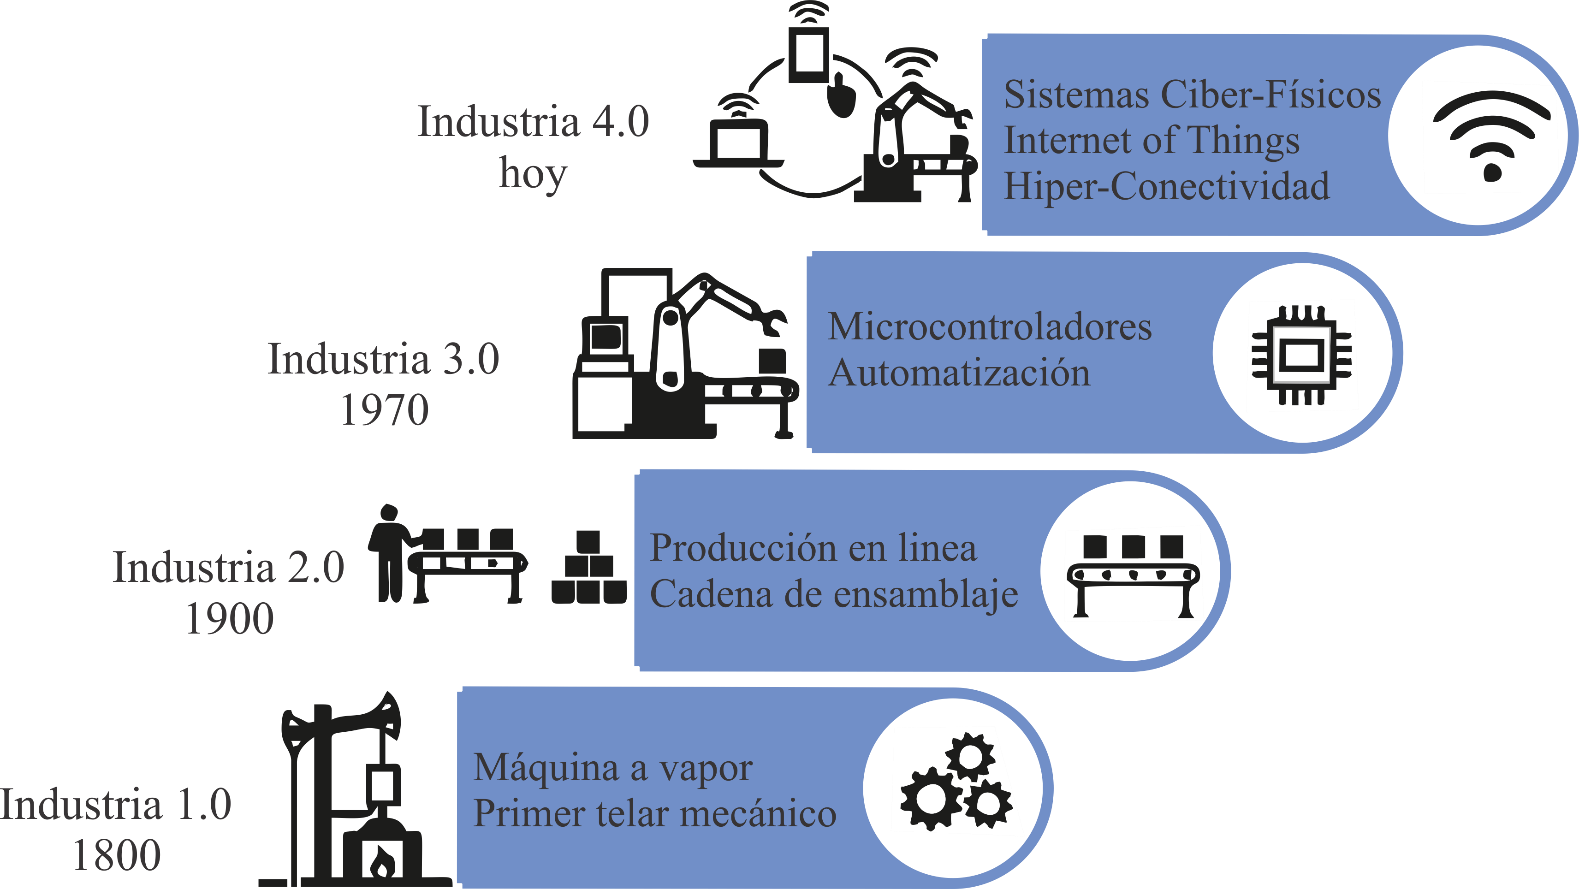 Industria 4.0
hoy
Sistemas Ciber-Físicos
Internet of Things
Hiper-Conectividad
Industria 3.0
1970
Microcontroladores
Automatización
Industria 2.0
1900
Producción en linea
Cadena de ensamblaje
Industria 1.0
1800
Máquina a vapor
Primer telar mecánico